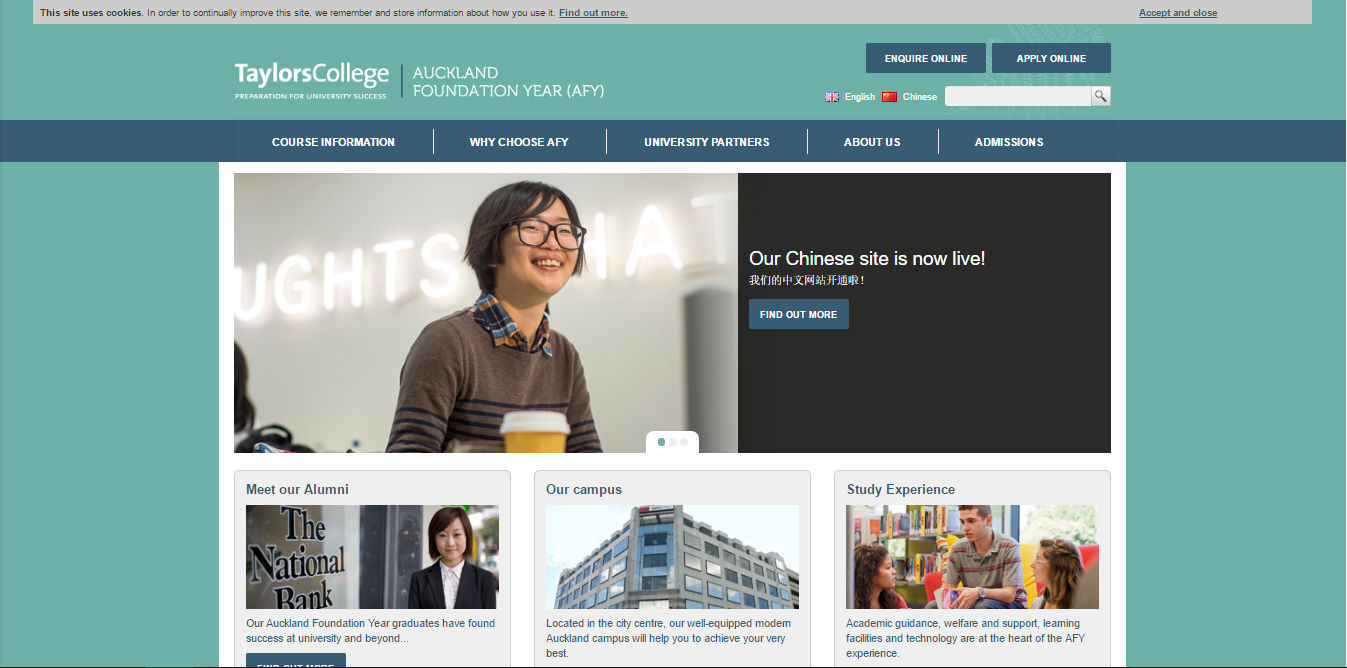 This site uses cookies. In order to continually improve this site, we remember and store information about how you use it. Find out more.
Accept and close
ENQUIRE ONLINE
APPLY ONLINE
TaylorsCollege
PREPARATION FOR UNIVERSITY SUCCESS
AUCKLAND
FOUNDATION YEAR (AFY)
English
Chinese
COURSE INFORMATION
WHY CHOOSE AFY
UNIVERSITY PARTNERS
ABOUT US
ADMISSIONS
UGHTS HAT
Our Chinese site is now live!
我们的中文网站开通啦！
FIND OUT MORE
Meet our Alumni
The
National
Bank
Our Auckland Foundation Year graduates have found
success at university and beyond...
FIND OUT MORE
Our campus
Located in the city centre, our well-equipped modern
Auckland campus will help you to achieve your very
best.
Study Experience
Academic guidance, welfare and support, learning
facilities and technology are at the heart of the AFY
experience.